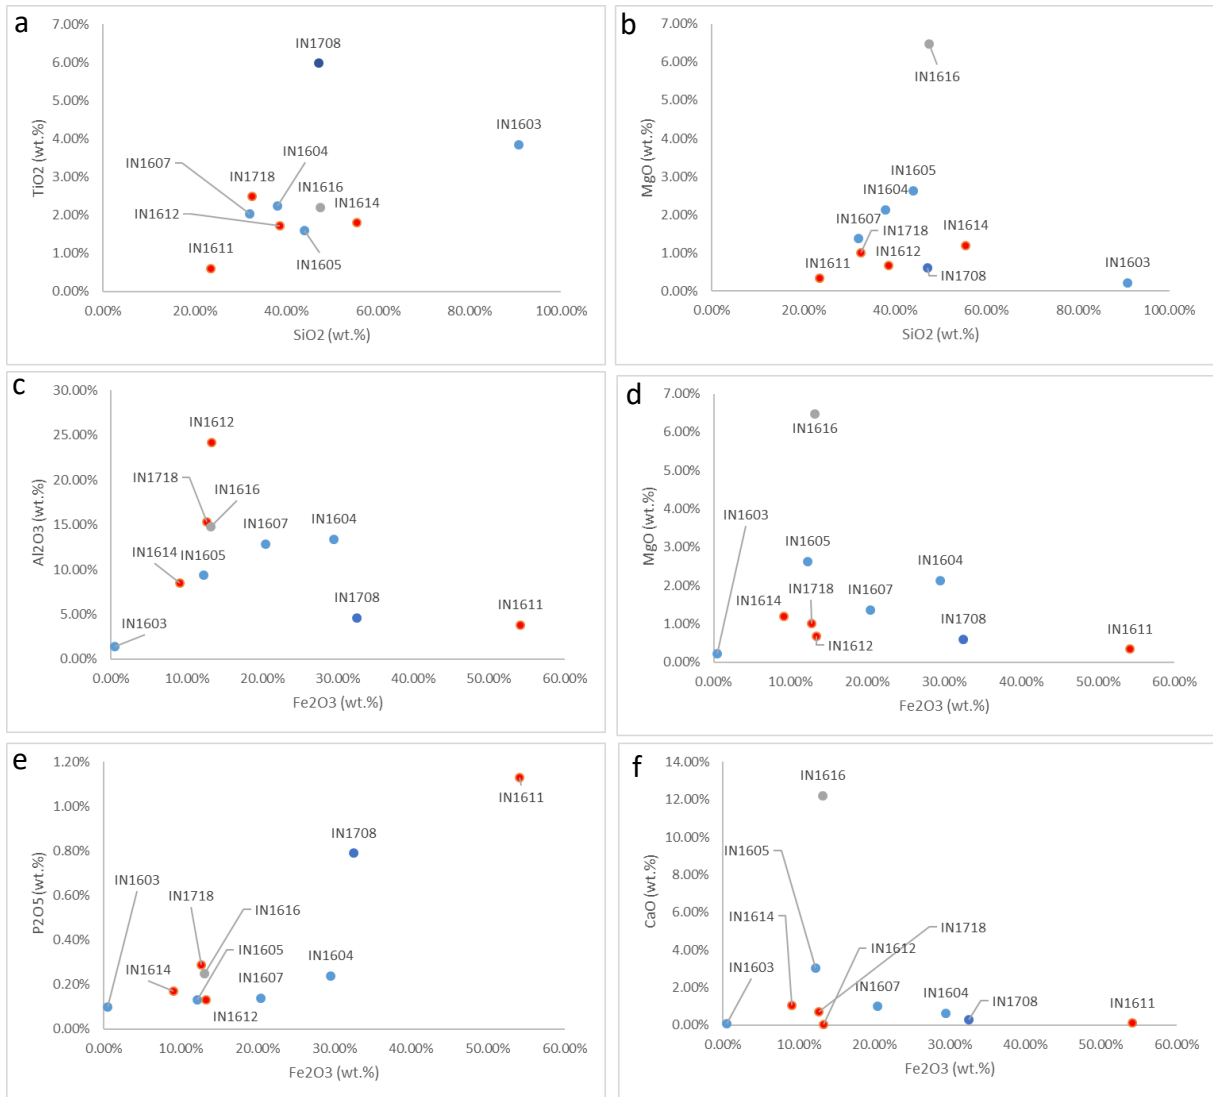 a
7.00%
IN1708
6.00%
5.00%
IN1603
4.00%
IN1607
IN1604
3.00%
IN1718
IN1616
IN1612
IN1614
2.00%
IN1611
IN1605
1.00%
0.00%
0.00% 20.00% 40.00% 60.00% 80.00% 100.00%
TiO2 (wt.%)
SiO2 (wt.%)
b
7.00%
6.00%
IN1616
5.00%
4.00%
3.00%
IN1605
IN1604
2.00%
IN1607
IN1718
IN1614
IN1611
IN1612
1.00%
IN1708
IN1603
0.00%
0.00% 20.00% 40.00% 60.00% 80.00% 100.00%
MgO (wt.%)
SiO2 (wt.%)
c
30.00%
IN1612
25.00%
20.00%
IN1718
IN1616
15.00%
IN1607
IN1604
IN1614
IN1605
10.00%
IN1708
IN1611
5.00%
IN1603
0.00%
0.00% 10.00% 20.00% 30.00% 40.00% 50.00% 60.00%
Al2O3 (wt.%)
Fe2O3 (wt.%)
d
7.00%
6.00%
IN1616
5.00%
4.00%
IN1603
3.00%
IN1605
IN1604
2.00%
IN1718
IN1607
IN1614
IN1708
IN1611
1.00%
IN1612
0.00%
0.00% 10.00% 20.00% 30.00% 40.00% 50.00% 60.00%
MgO (wt.%)
Fe2O3 (wt.%)
e
1.20%
IN1611
1.00%
IN1708
0.80%
IN1603
0.60%
IN1718
IN1616
0.40%
IN1605
IN1604
IN1614
IN1607
0.20%
IN1612
0.00%
0.00% 10.00% 20.00% 30.00% 40.00% 50.00% 60.00%
P2O5 (wt.%)
Fe2O3 (wt.%)
f
14.00%
IN1616
12.00%
10.00%
IN1605
8.00%
6.00%
IN1614
IN1718
4.00%
IN1612
IN1603
2.00%
IN1607
IN1604
IN1708
IN1611
0.00%
0.00% 10.00% 20.00% 30.00% 40.00% 50.00% 60.00%
CaO (wt.%)
Fe2O3 (wt.%)